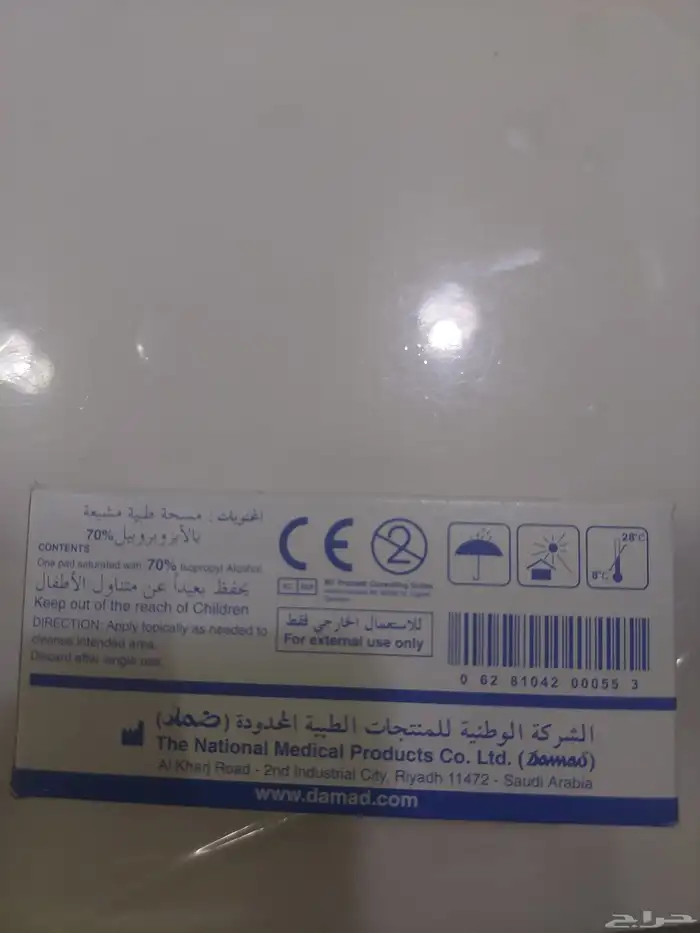 المحتويات : مسحة طبية مشبعة
بالأيزوبروبيل 70%
CONTENTS
One pad saturated with 70% Isopropyl Alcohol
يحفظ بعيداً عن متناول الأطفال
Keep out of the reach of Children
DIRECTION: Apply topically as needed to
cleanse intended area.
Discard after single use.
CE
2
EC REP
للاستعمال الخارجي فقط
For external use only
28°C
8°C
0 62 81042 00055 3
الشركة الوطنية للمنتجات الطبية المحدودة (ضماد)
The National Medical Products Co. Ltd. (Damad)
Al Kharj Road - 2nd Industrial City, Riyadh 11472 - Saudi Arabia
www.damad.com
حراج